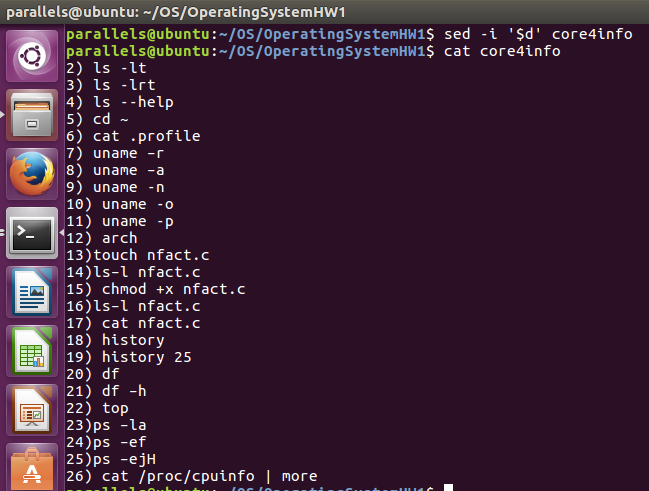 parallels@ubuntu: ~/OS/OperatingSystemHW1
parallels@ubuntu:~/OS/OperatingSystemHW1$ sed -i '$d' core4info
parallels@ubuntu:~/OS/OperatingSystemHW1$ cat core4info
2) ls -lt
3) ls -lrt
4) ls --help
5) cd ~
6) cat .profile
7) uname –r
8) uname –a
9) uname -n
10) uname -o
11) uname -p
12) arch
13)touch nfact.c
14)ls-l nfact.c
15) chmod +x nfact.c
16)ls-l nfact.c
17) cat nfact.c
18) history
19) history 25
20) df
21) df –h
22) top
23)ps –la
24)ps –ef
25)ps –ejH
26) cat /proc/cpuinfo | more
parallels@ubuntu:~/OS/OperatingSystemHW1$